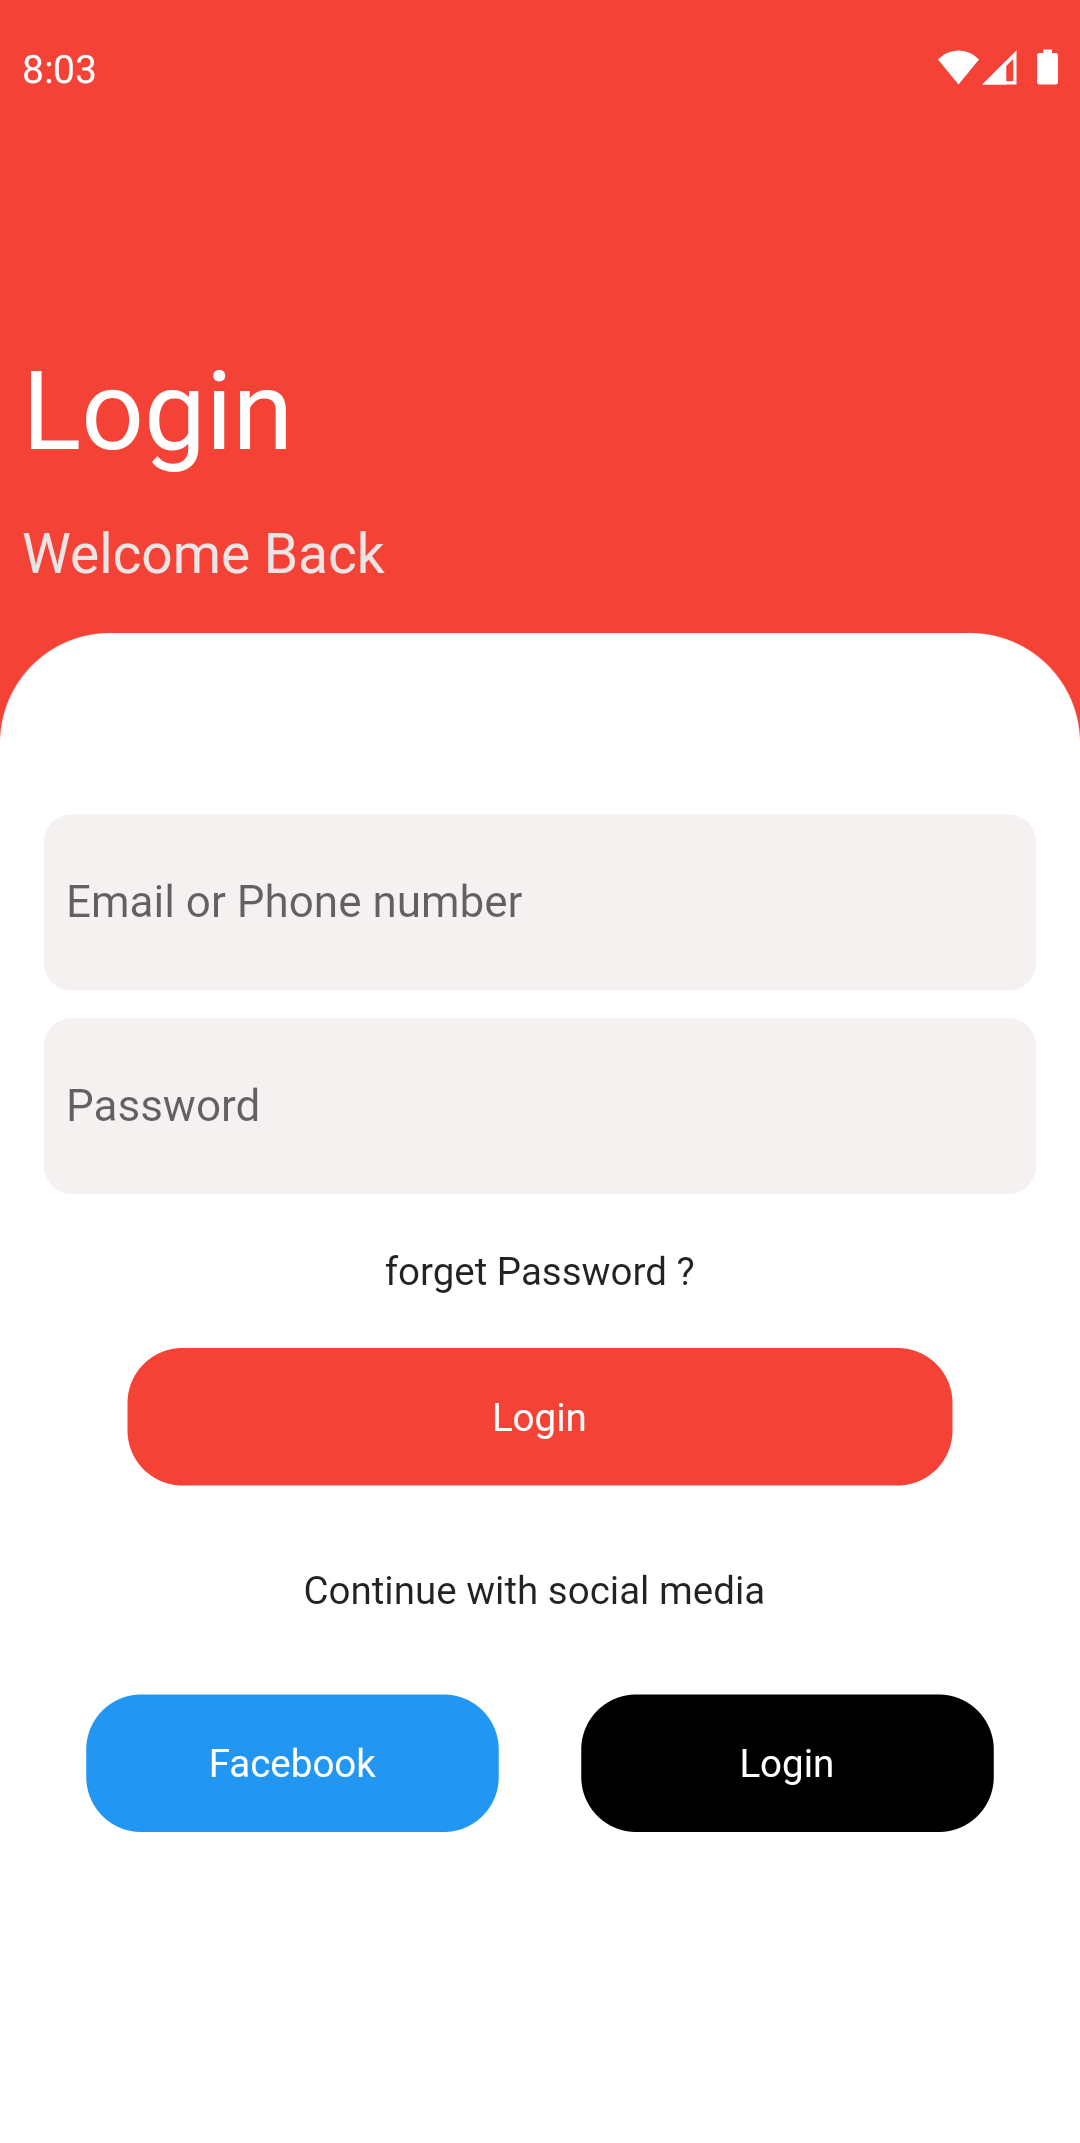 8:03
Login
Welcome Back
Email or Phone number
Password
forget Password ?
Login
Continue with social media
Facebook
Login